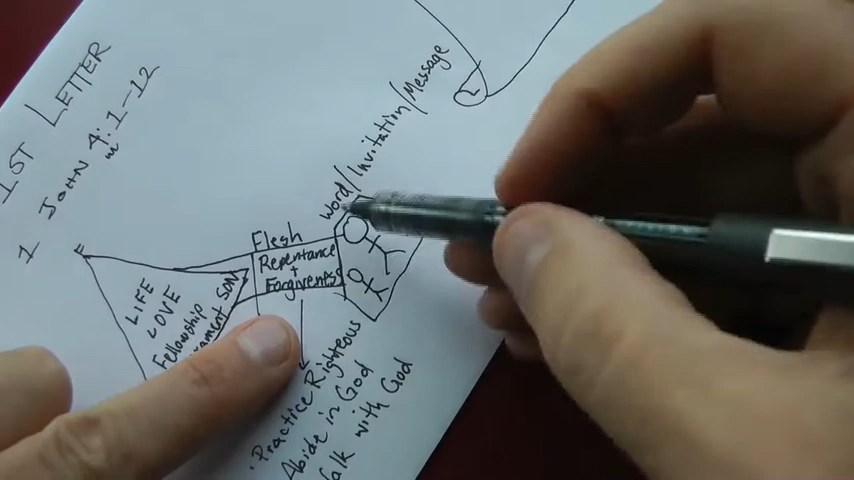 1ST LETTER
1 JOHN 4:1-12
Word/Invitation/Message
Flesh
Repentance
+
Forgiveness
LIFE
LOVE
Fellowship
SON
• Practice Righteous
Abide in God
with God